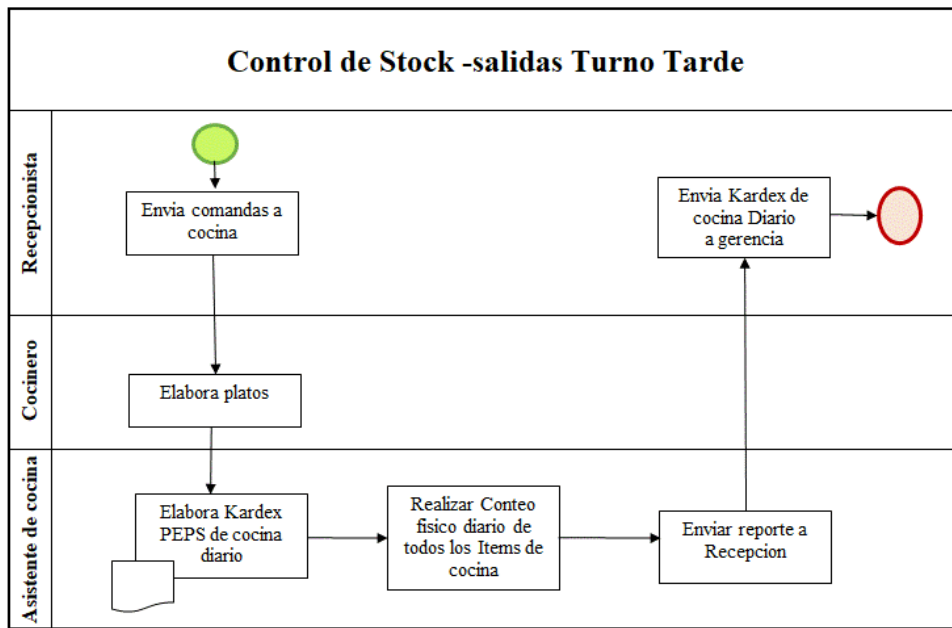 Control de Stock -salidas Turno Tarde
Recepcionista
Envia comandas a
cocina
Envia Kardex de
cocina Diario
a gerencia
Cocinero
Elabora platos
Asistente de cocina
Elabora Kardex
PEPS de cocina
diario
Realizar Conteo
fisico diario de
todos los Items de
cocina
Enviar reporte a
Recepcion